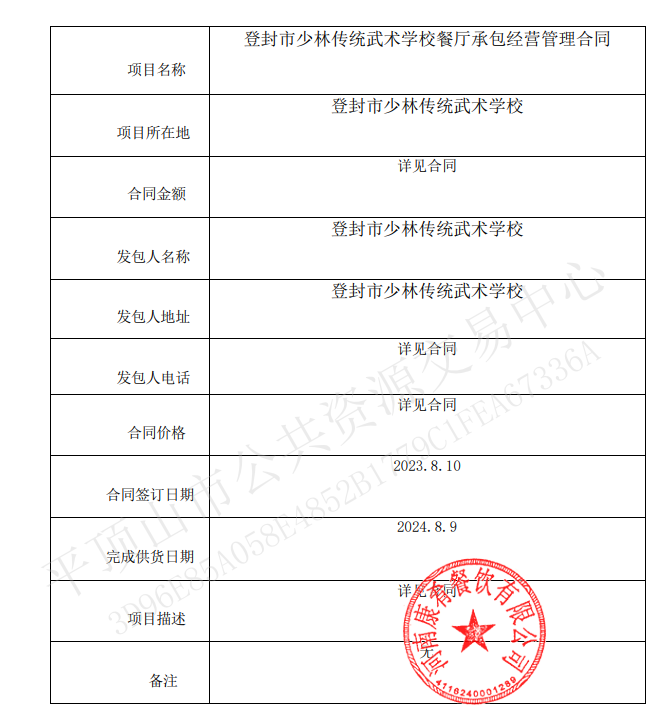 登封市少林传统武术学校餐厅承包经营管理合同
项目名称
登封市少林传统武术学校
项目所在地
详见合同
合同金额
登封市少林传统武术学校
发包人名称
登封市少林传统武术学校
发包人地址
详见合同
发包人电话
详见合同
合同价格
2023.8.10
合同签订日期
2024.8.9
完成供货日期
详见合同
项目描述
无
备注
河南康有餐饮有限公司
4116240001289
平顶山市公共资源交易中心
3D96E85A058E4852B1779C1FEA67336A